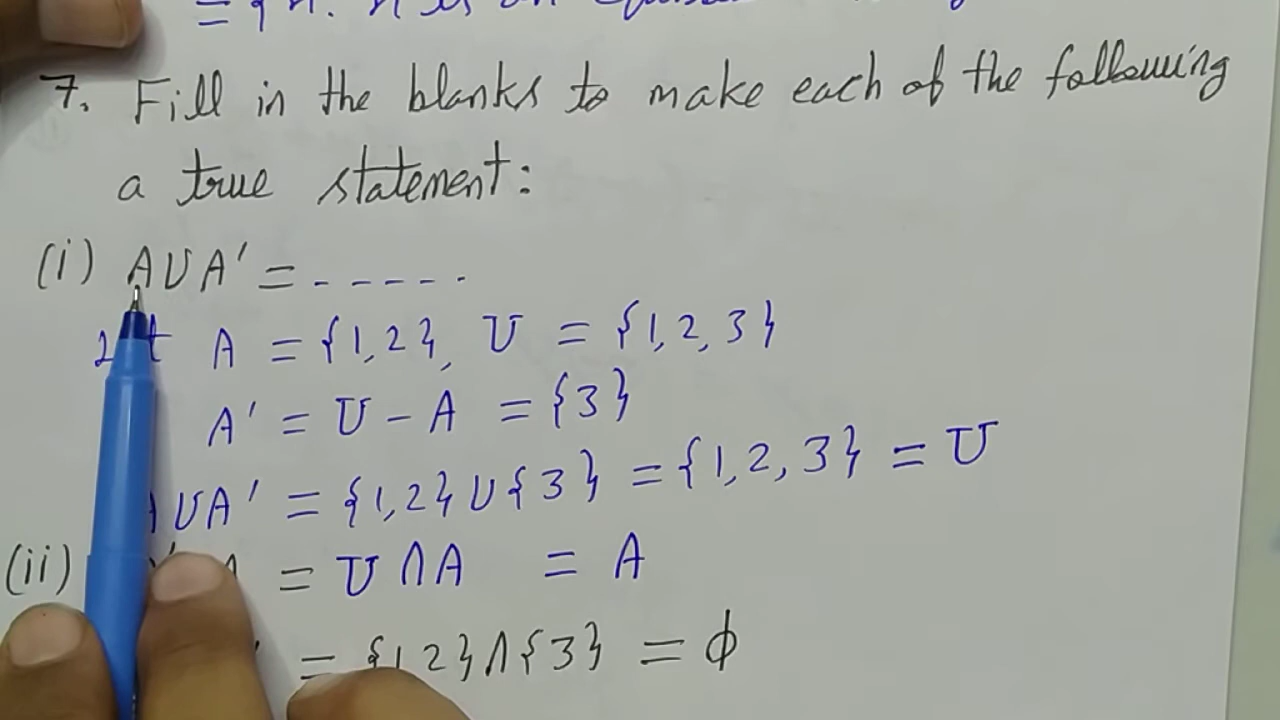 7. Fill in the blanks to make each of the following
a true statement:
(i) A∪A' = - - - - - .
A = {1,2}, U = {1,2,3}
A' = U - A = {3}
A∪A' = {1,2}∪{3} = {1,2,3} = U
(ii) = U∩A = A
= {1,2}∩{3} = ϕ